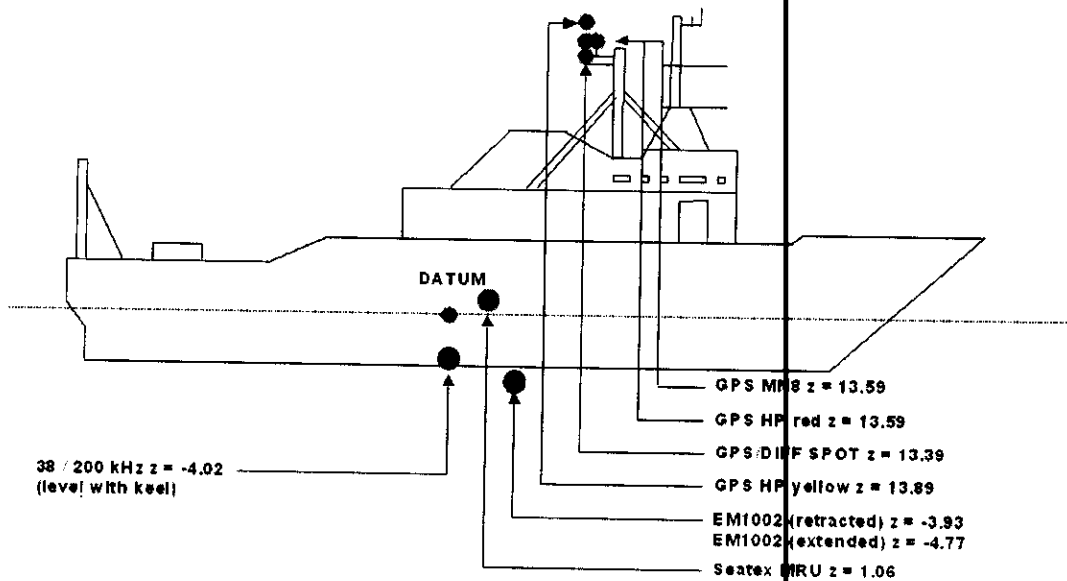 DATUM
GPS MN8 z = 13.59
GPS HP red z = 13.59
GPS/DIFF SPOT z = 13.39
38 / 200 kHz z = -4.02
(level with keel)
GPS HP yellow z = 13.89
EM1002 (retracted) z = -3.93
EM1002 (extended) z = -4.77
Seatex MRU z = 1.06